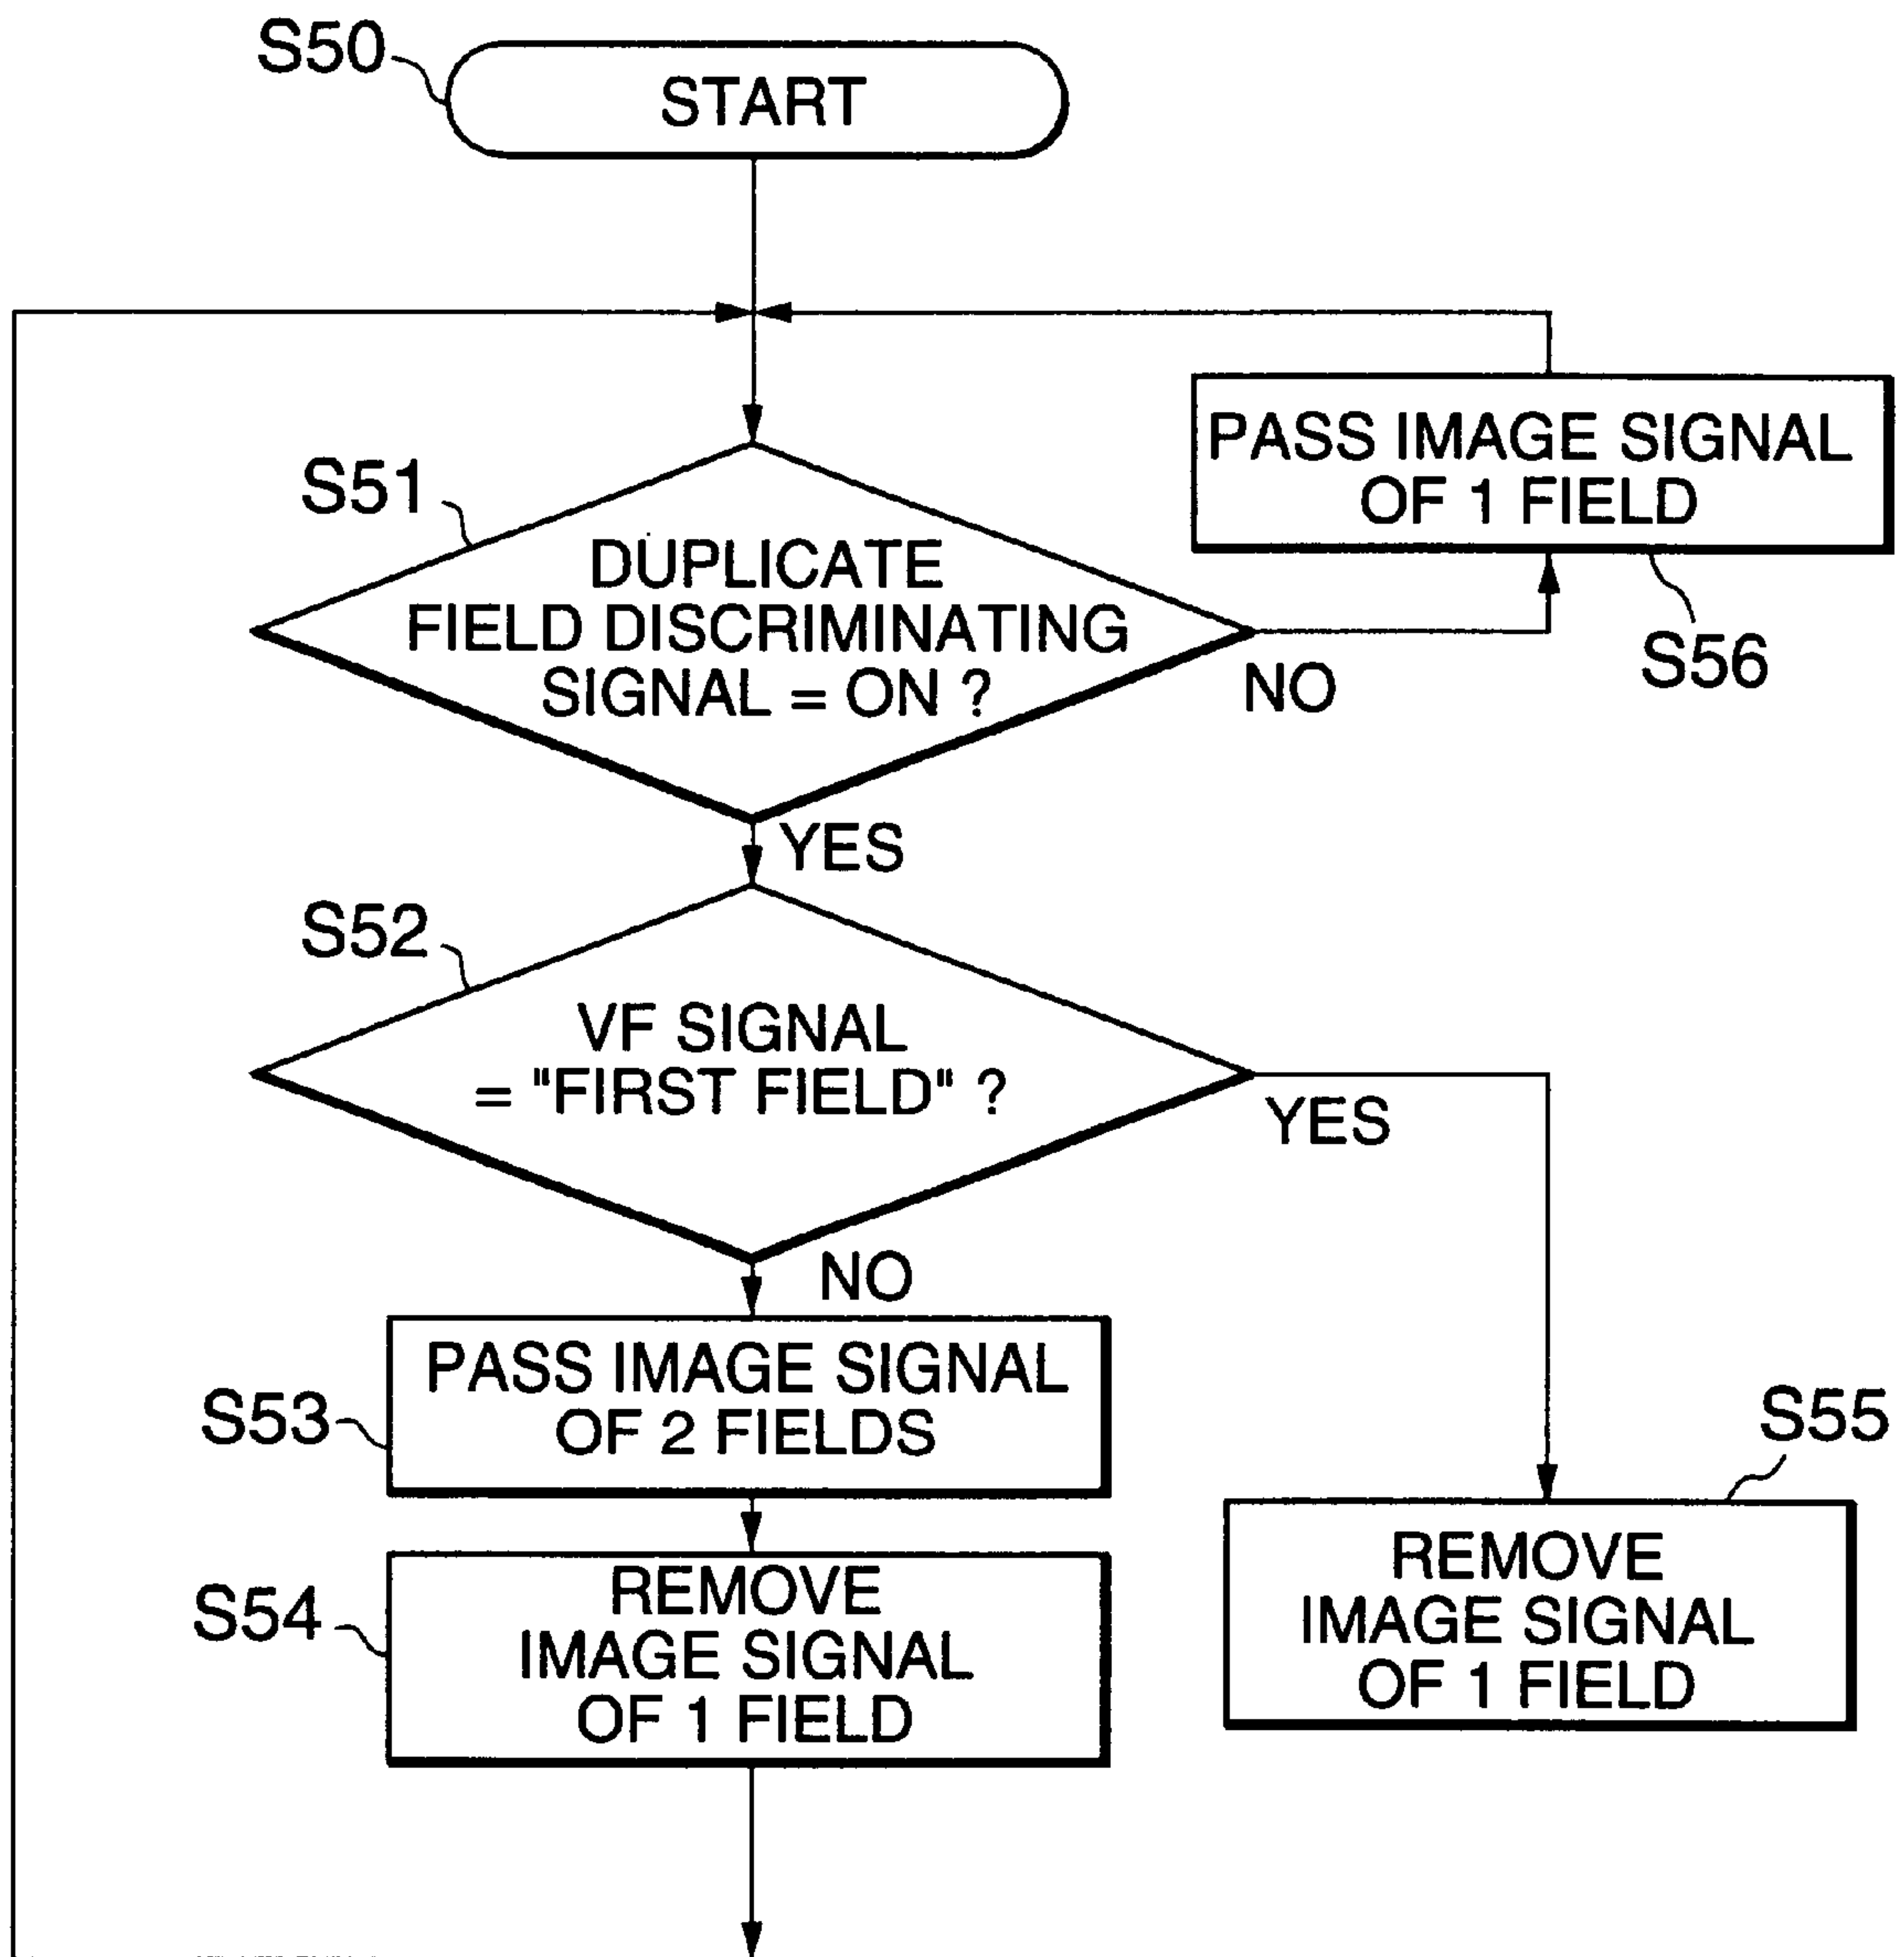 S50
START
PASS IMAGE SIGNAL
OF 1 FIELD
S56
S51
DUPLICATE
FIELD DISCRIMINATING
SIGNAL = ON ?
NO
YES
S52
VF SIGNAL
= "FIRST FIELD" ?
YES
NO
S53
PASS IMAGE SIGNAL
OF 2 FIELDS
S54
REMOVE
IMAGE SIGNAL
OF 1 FIELD
S55
REMOVE
IMAGE SIGNAL
OF 1 FIELD